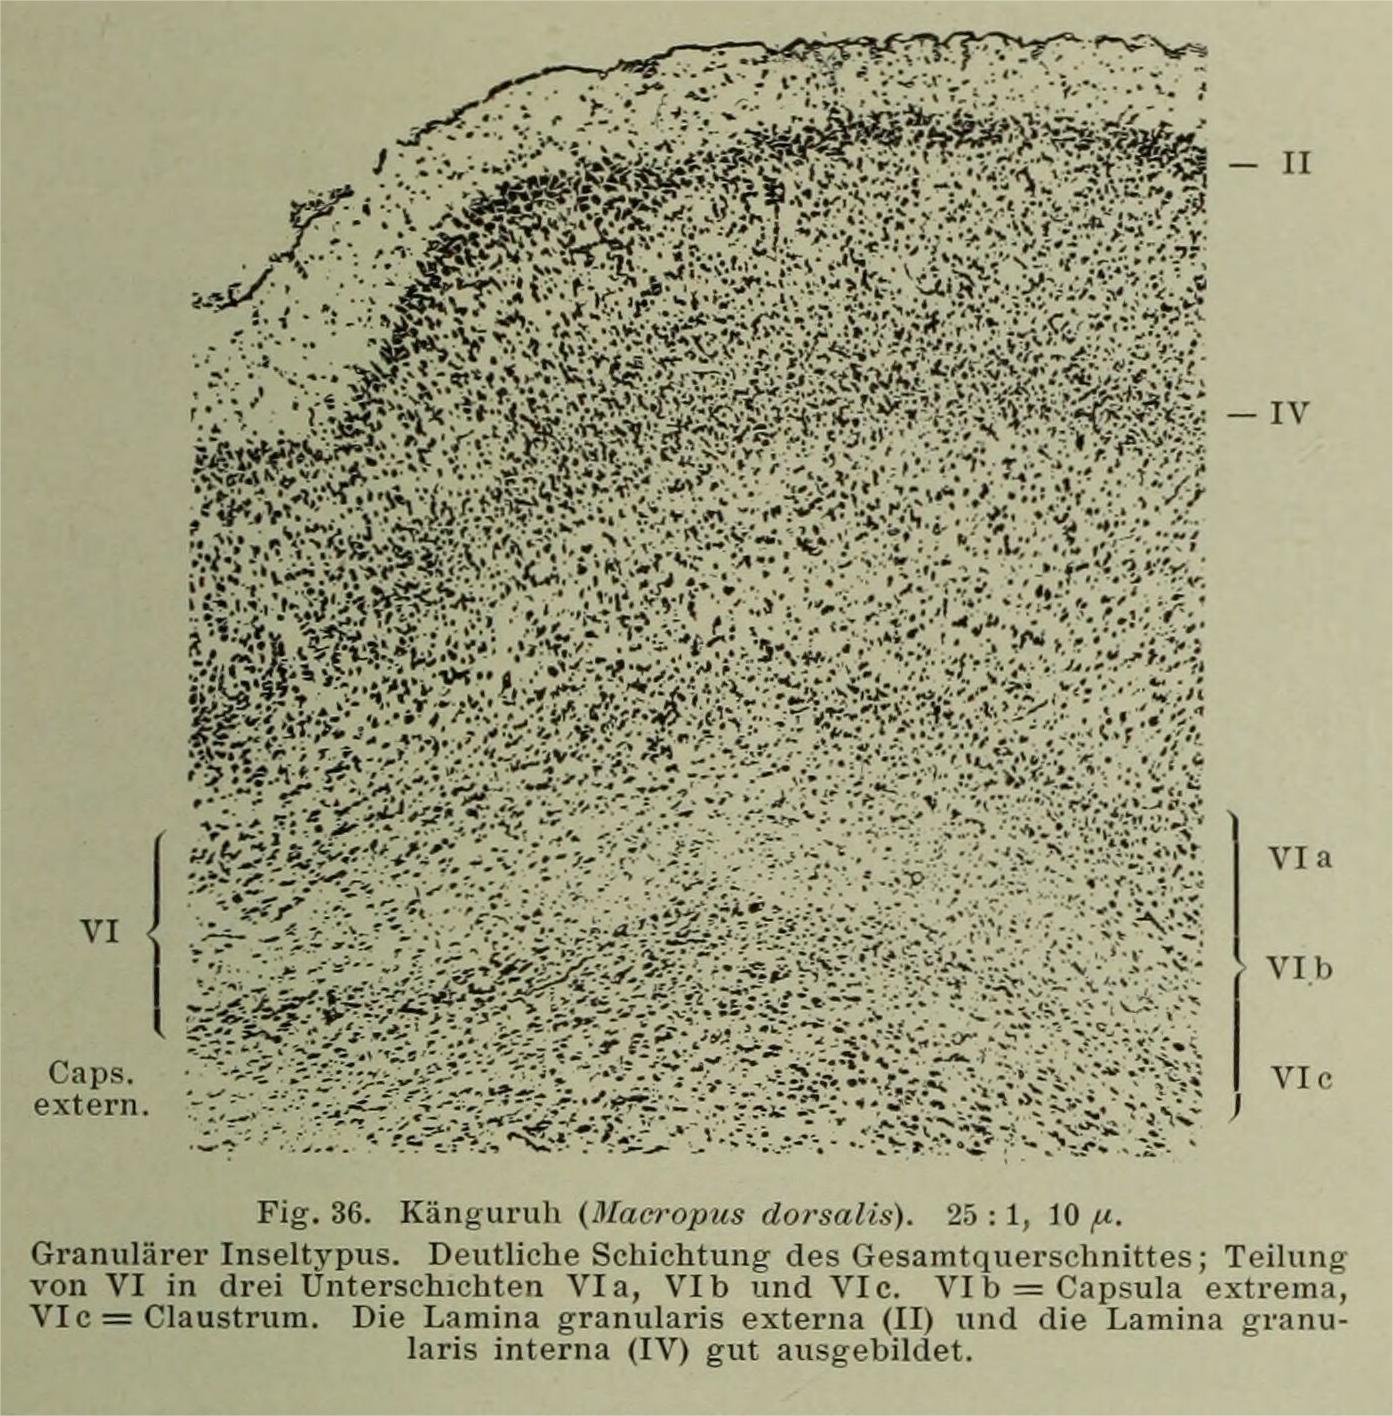 — II
— IV
VI a
VI
VI b
Caps.
extern.
VI c
Fig. 36. Känguruh (Macropus dorsalis). 25 : 1, 10 μ.
Granulärer Inseltypus. Deutliche Schichtung des Gesamtquerschnittes; Teilung
von VI in drei Unterschichten VI a, VI b und VI c. VI b = Capsula extrema,
VI c = Claustrum. Die Lamina granularis externa (II) und die Lamina granu-
laris interna (IV) gut ausgebildet.